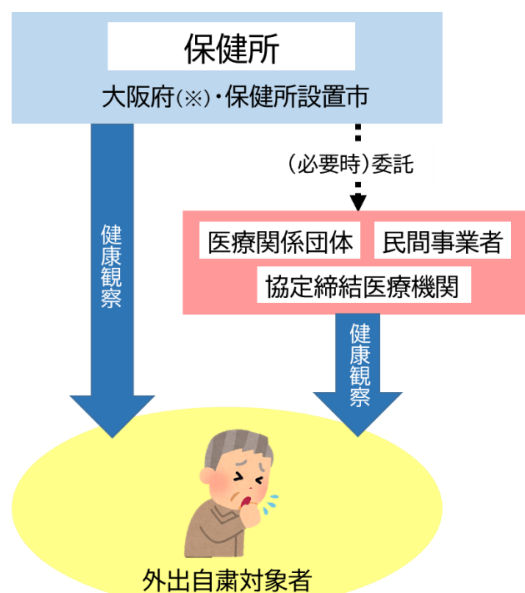 保健所
大阪府(※)・保健所設置市
(必要時)委託
医療関係団体 民間事業者
協定締結医療機関
健康観察
健康観察
外出自粛対象者